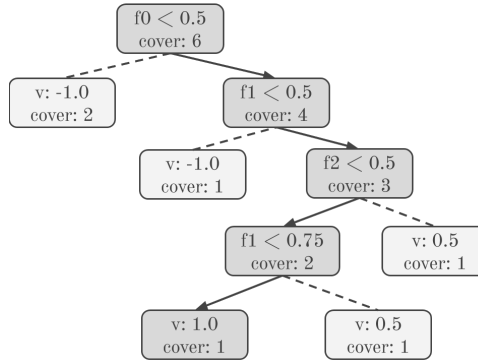 f0 < 0.5
cover: 6
v: -1.0
cover: 2
f1 < 0.5
cover: 4
v: -1.0
cover: 1
f2 < 0.5
cover: 3
f1 < 0.75
cover: 2
v: 0.5
cover: 1
v: 1.0
cover: 1
v: 0.5
cover: 1